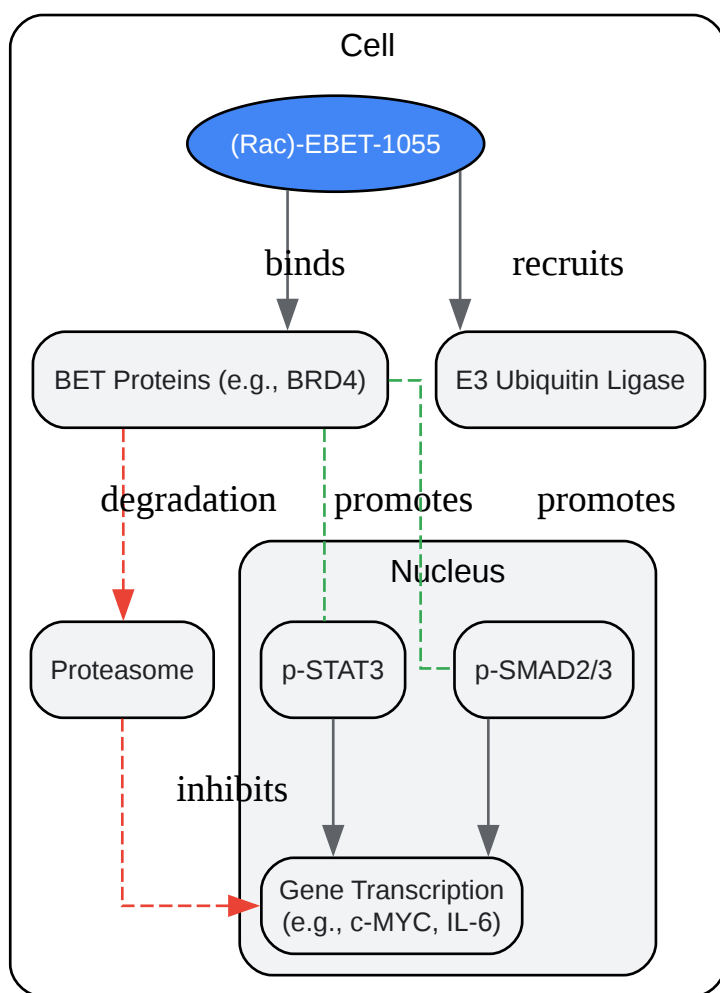 Cell
(Rac)-EBET-1055
binds
recruits
BET Proteins (e.g., BRD4)
E3 Ubiquitin Ligase
degradation
promotes
promotes
Nucleus
Proteasome
p-STAT3
p-SMAD2/3
inhibits
Gene Transcription
(e.g., c-MYC, IL-6)